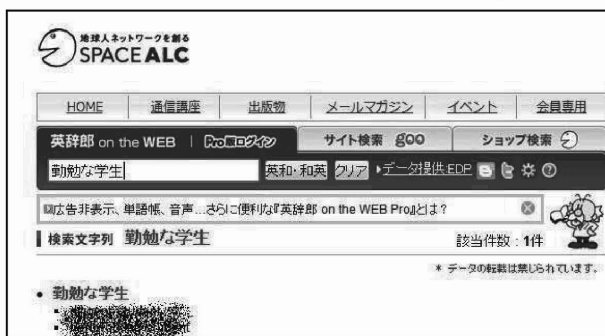 地球人ネットワークを創る
SPACE ALC
HOME 通信講座 出版物 メールマガジン イベント 会員専用
英辞郎 on the WEB | Pro版ログイン サイト検索 goo ショップ検索
勤勉な学生 英和・和英 クリア データ提供:EDP
広告非表示、単語帳、音声…さらに便利な『英辞郎 on the WEB Pro』とは?
検索文字列 勤勉な学生 該当件数:1件
* データの転載は禁じられています。
• 勤勉な学生